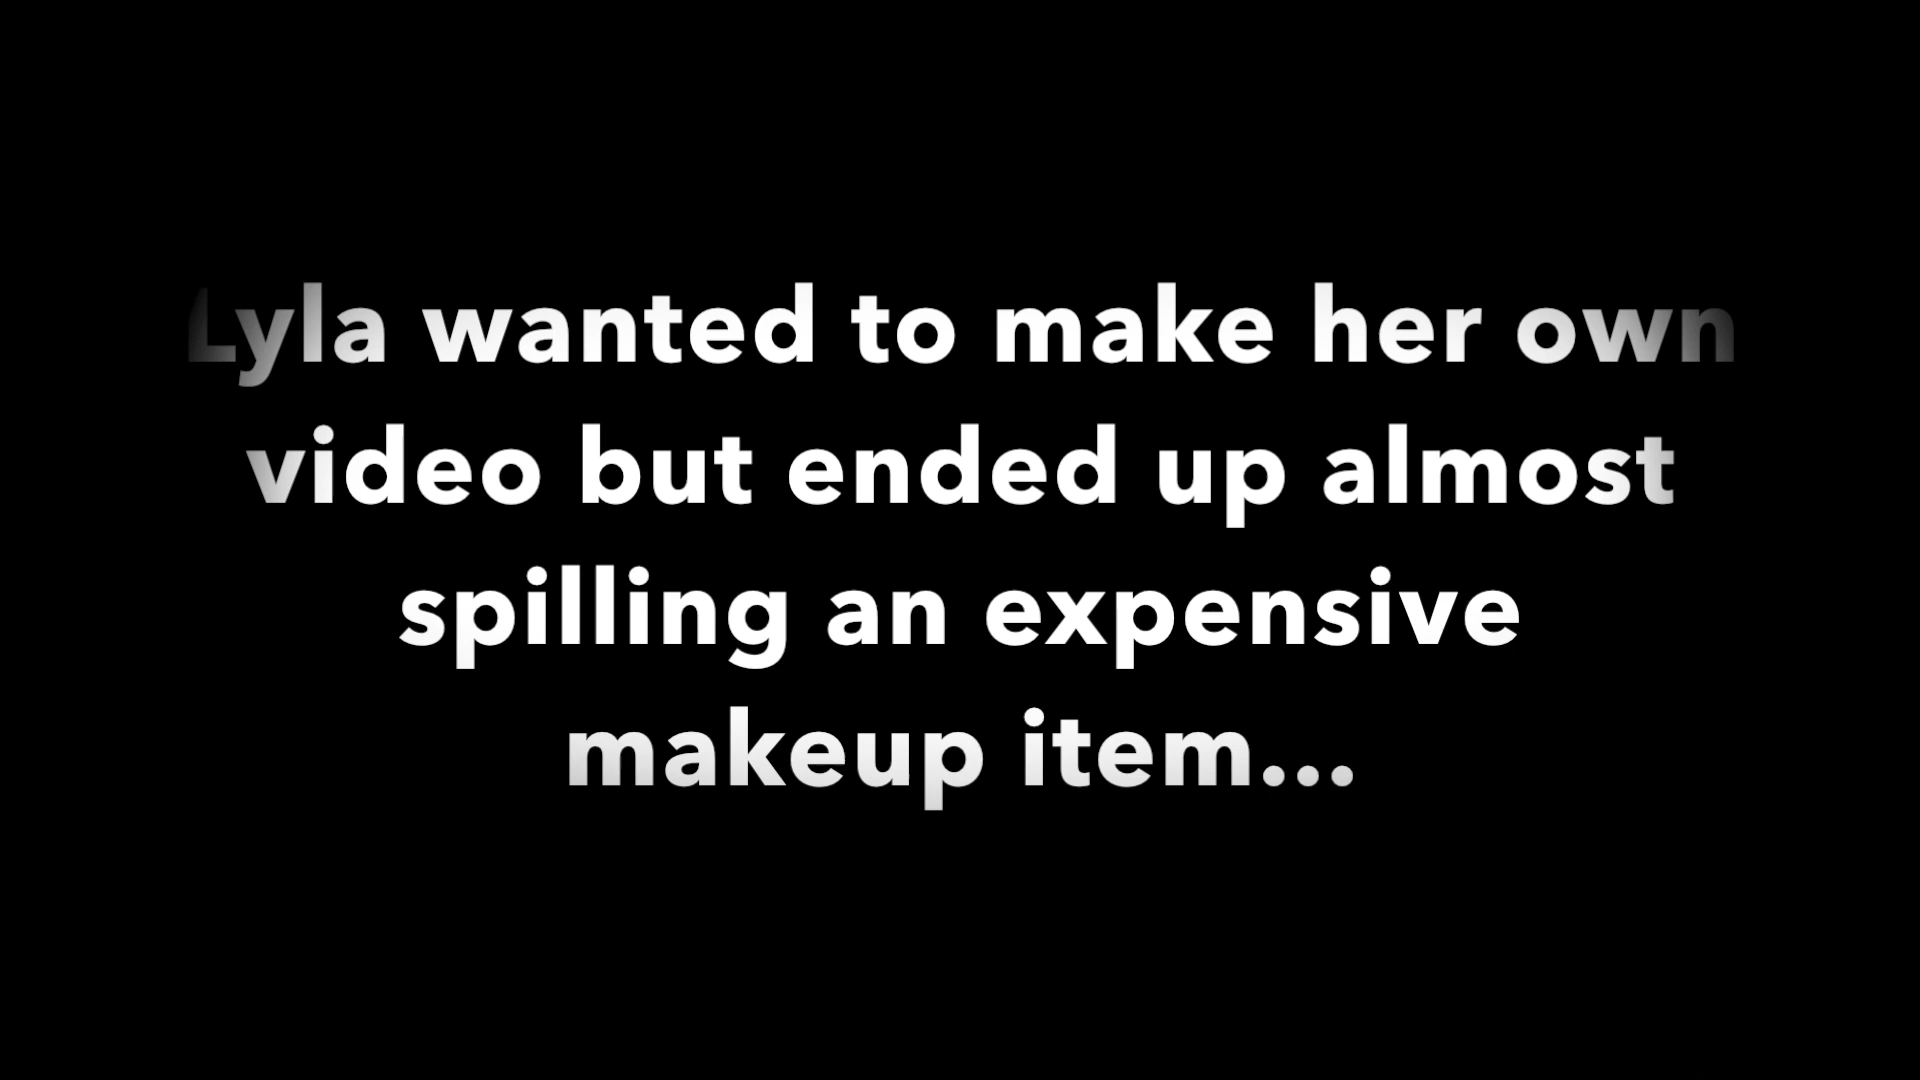 Lyla wanted to make her own
video but ended up almost
spilling an expensive
makeup item...